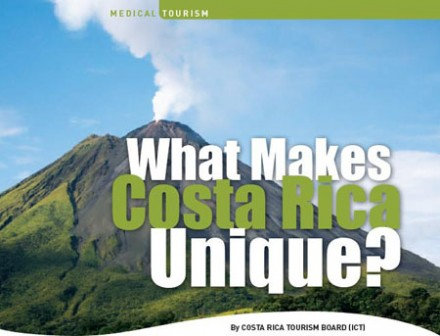 MEDICAL TOURISM
What Makes
Costa Rica
Unique?
By COSTA RICA TOURISM BOARD (ICT)